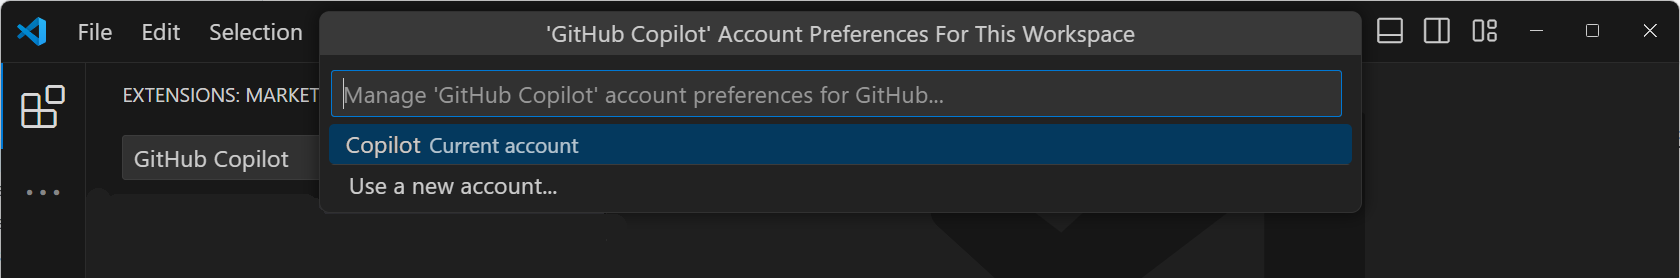 File Edit Selection
'GitHub Copilot' Account Preferences For This Workspace
EXTENSIONS: MARKET
Manage 'GitHub Copilot' account preferences for GitHub...
GitHub Copilot
Copilot Current account
Use a new account...